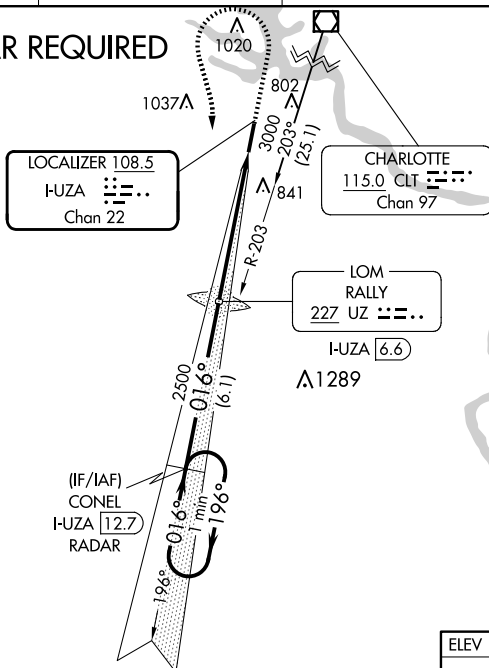 AR REQUIRED
1020
1037
802
3000
203°
(25.1)
LOCALIZER 108.5
I-UZA
Chan 22
CHARLOTTE
115.0 CLT
Chan 97
841
R-203
LOM
RALLY
227 UZ
I-UZA 6.6
1289
2500
016°
(6.1)
(IF/IAF)
CONEL
I-UZA 12.7
RADAR
016°
1 min
196°
196°
ELEV